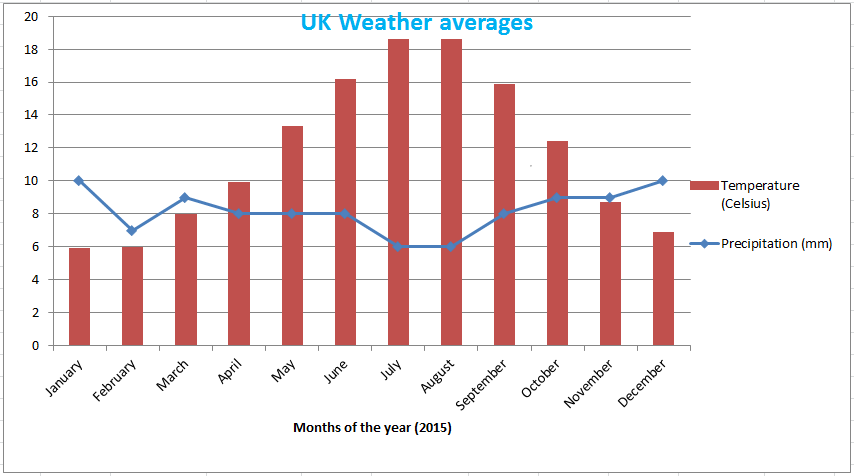 UK Weather averages
20
18
16
14
12
10
8
6
4
2
0
January
February
March
April
May
June
July
August
September
October
November
December
Months of the year (2015)
Temperature
(Celsius)
Precipitation (mm)